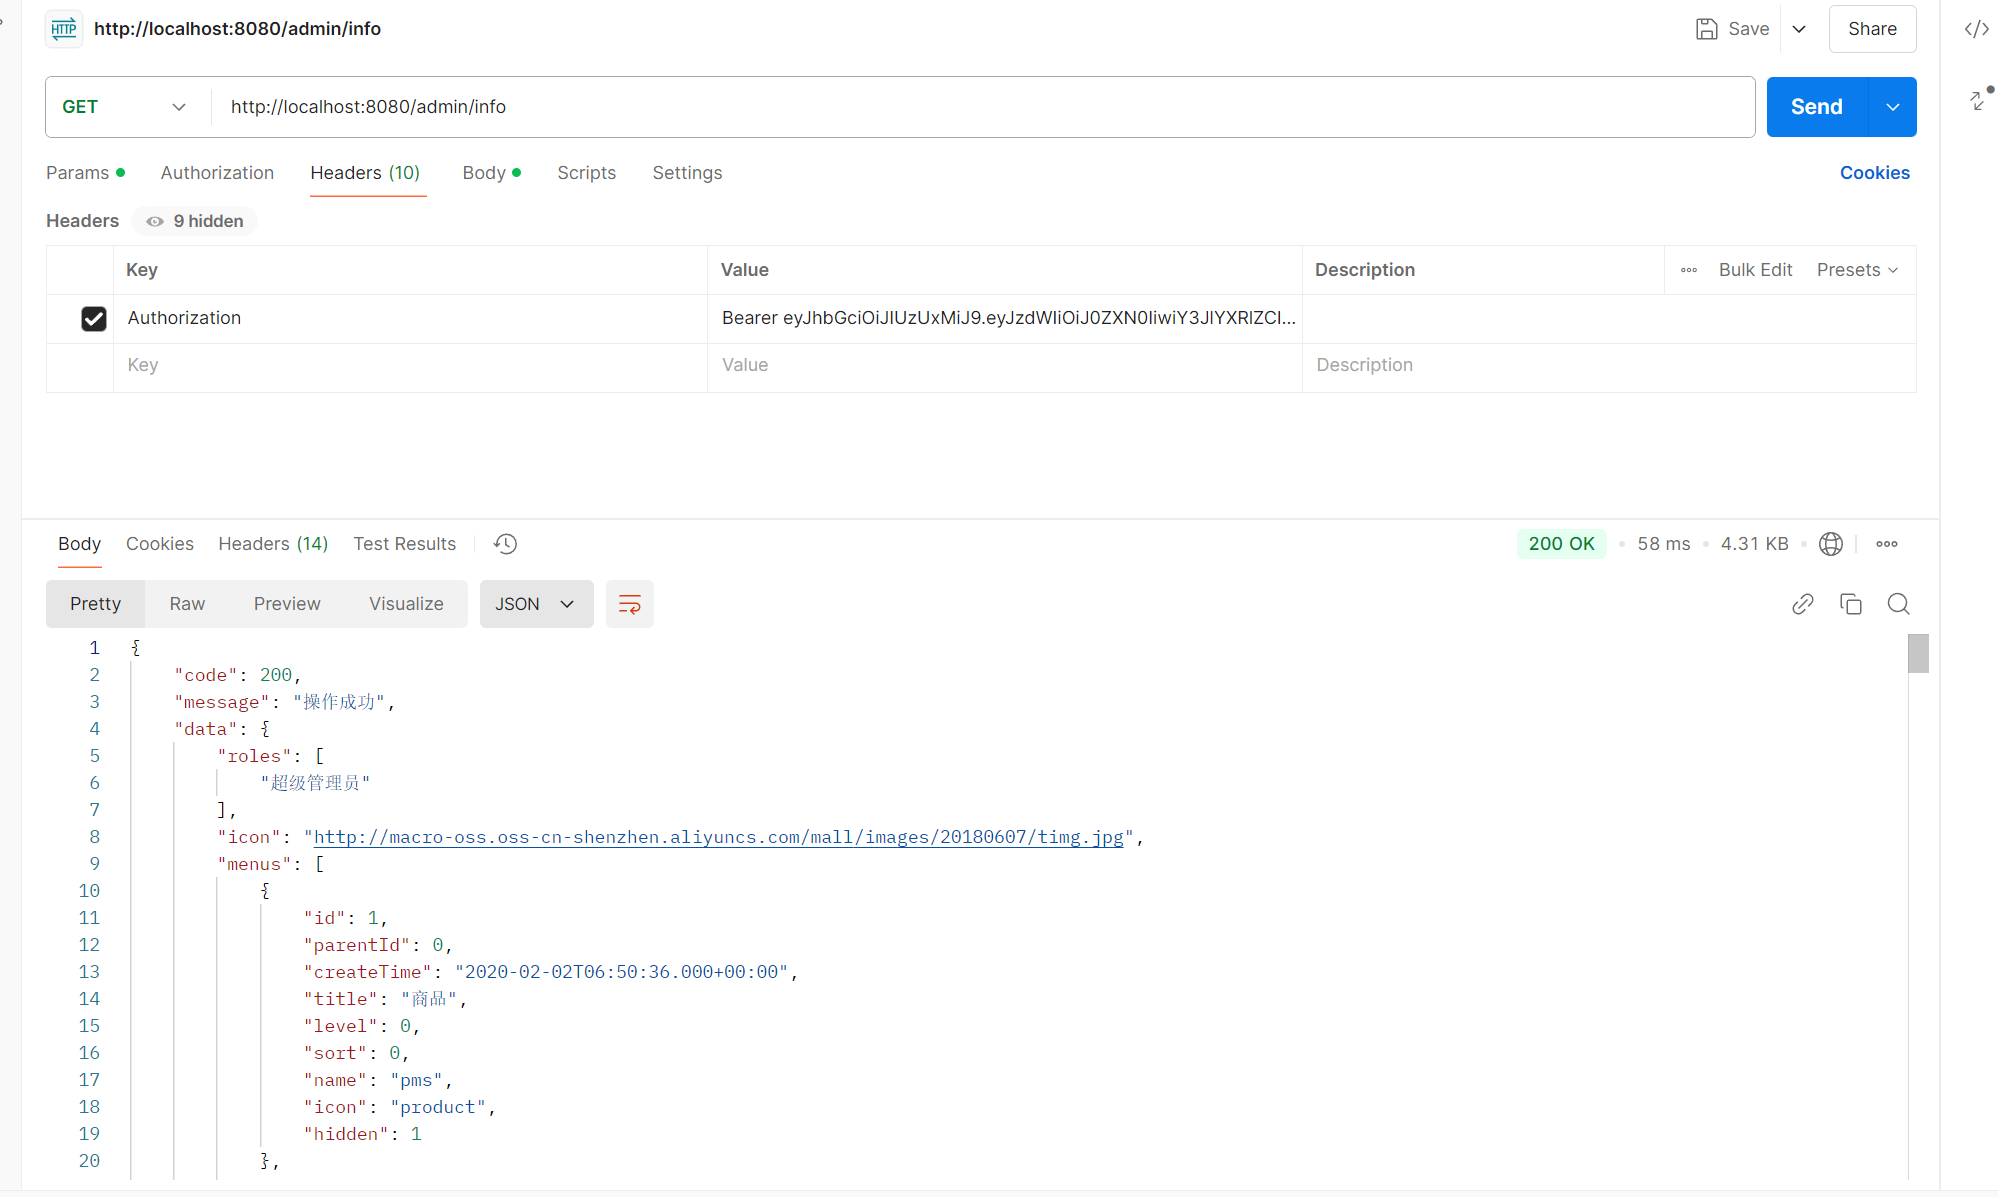 HTTP http://localhost:8080/admin/info Save Share
GET http://localhost:8080/admin/info Send
Params Authorization Headers (10) Body Scripts Settings Cookies
Headers 9 hidden
Key Value Description Bulk Edit Presets
Authorization Bearer eyJhbGciOiJIUzUxMiJ9.eyJzdWIiOiJ0ZXN0IiwiY3JlYXRlZCI...
Key Value Description
Body Cookies Headers (14) Test Results 200 OK 58 ms 4.31 KB
Pretty Raw Preview Visualize JSON
1 {
2 "code": 200,
3 "message": "操作成功",
4 "data": {
5 "roles": [
6 "超级管理员"
7 ],
8 "icon": "http://macro-oss.oss-cn-shenzhen.aliyuncs.com/mall/images/20180607/timg.jpg",
9 "menus": [
10 {
11 "id": 1,
12 "parentId": 0,
13 "createTime": "2020-02-02T06:50:36.000+00:00",
14 "title": "商品",
15 "level": 0,
16 "sort": 0,
17 "name": "pms",
18 "icon": "product",
19 "hidden": 1
20 },